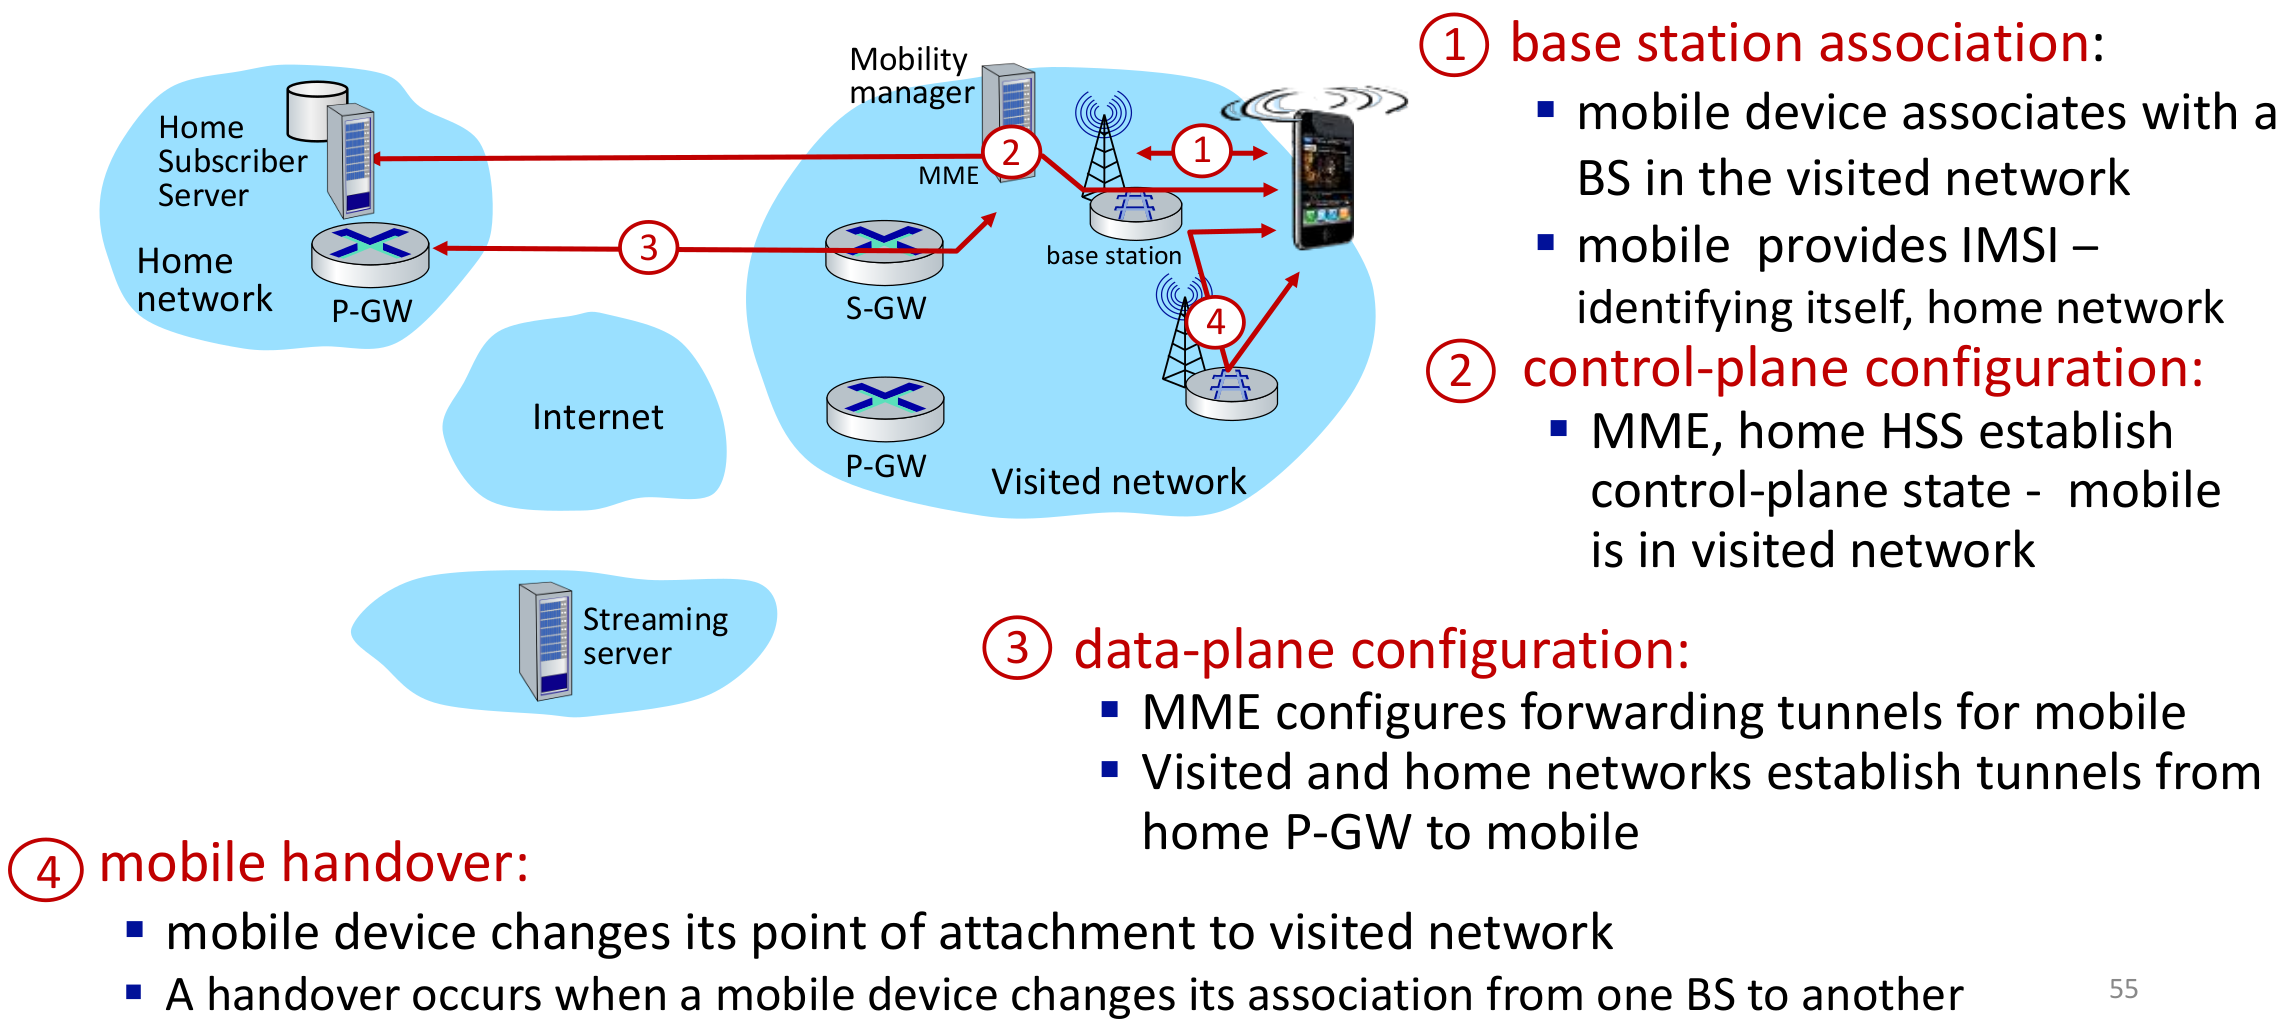 Mobility
manager
Home
Subscriber
Server
MME
Home
network
P-GW
S-GW
base station
P-GW
Internet
Visited network
Streaming
server
1
2
3
4
1 base station association:
mobile device associates with a
BS in the visited network
mobile provides IMSI –
identifying itself, home network
2 control-plane configuration:
MME, home HSS establish
control-plane state - mobile
is in visited network
3 data-plane configuration:
MME configures forwarding tunnels for mobile
Visited and home networks establish tunnels from
home P-GW to mobile
4 mobile handover:
mobile device changes its point of attachment to visited network
A handover occurs when a mobile device changes its association from one BS to another
55